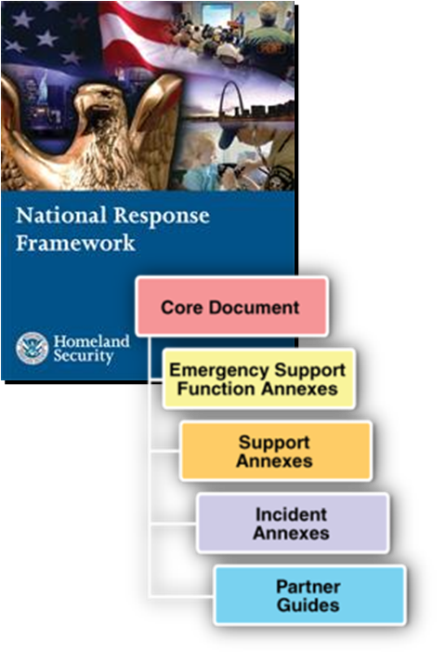 National Response
Framework
Homeland
Security
Core Document
Emergency Support
Function Annexes
Support
Annexes
Incident
Annexes
Partner
Guides